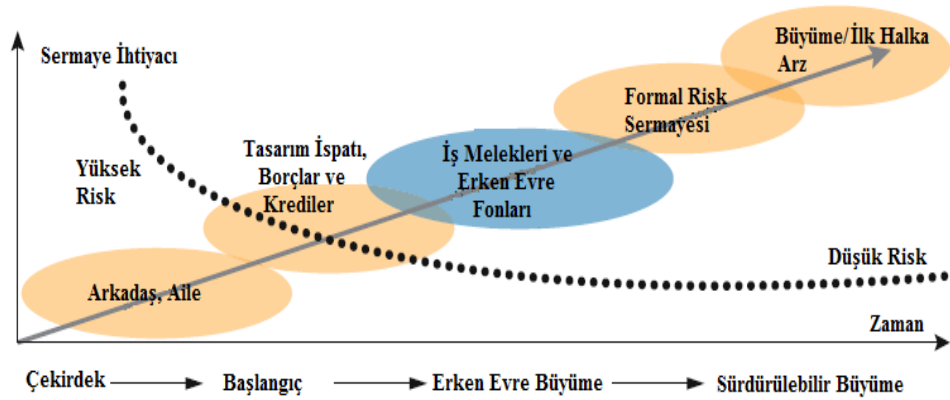 Sermaye İhtiyacı
Büyüme/İlk Halka
Arz
Formal Risk
Sermayesi
Tasarım İspatı,
Borçlar ve
Krediler
İş Melekleri ve
Erken Evre
Fonları
Yüksek
Risk
Arkadaş, Aile
Düşük Risk
Zaman
Çekirdek
Başlangıç
Erken Evre Büyüme
Sürdürülebilir Büyüme